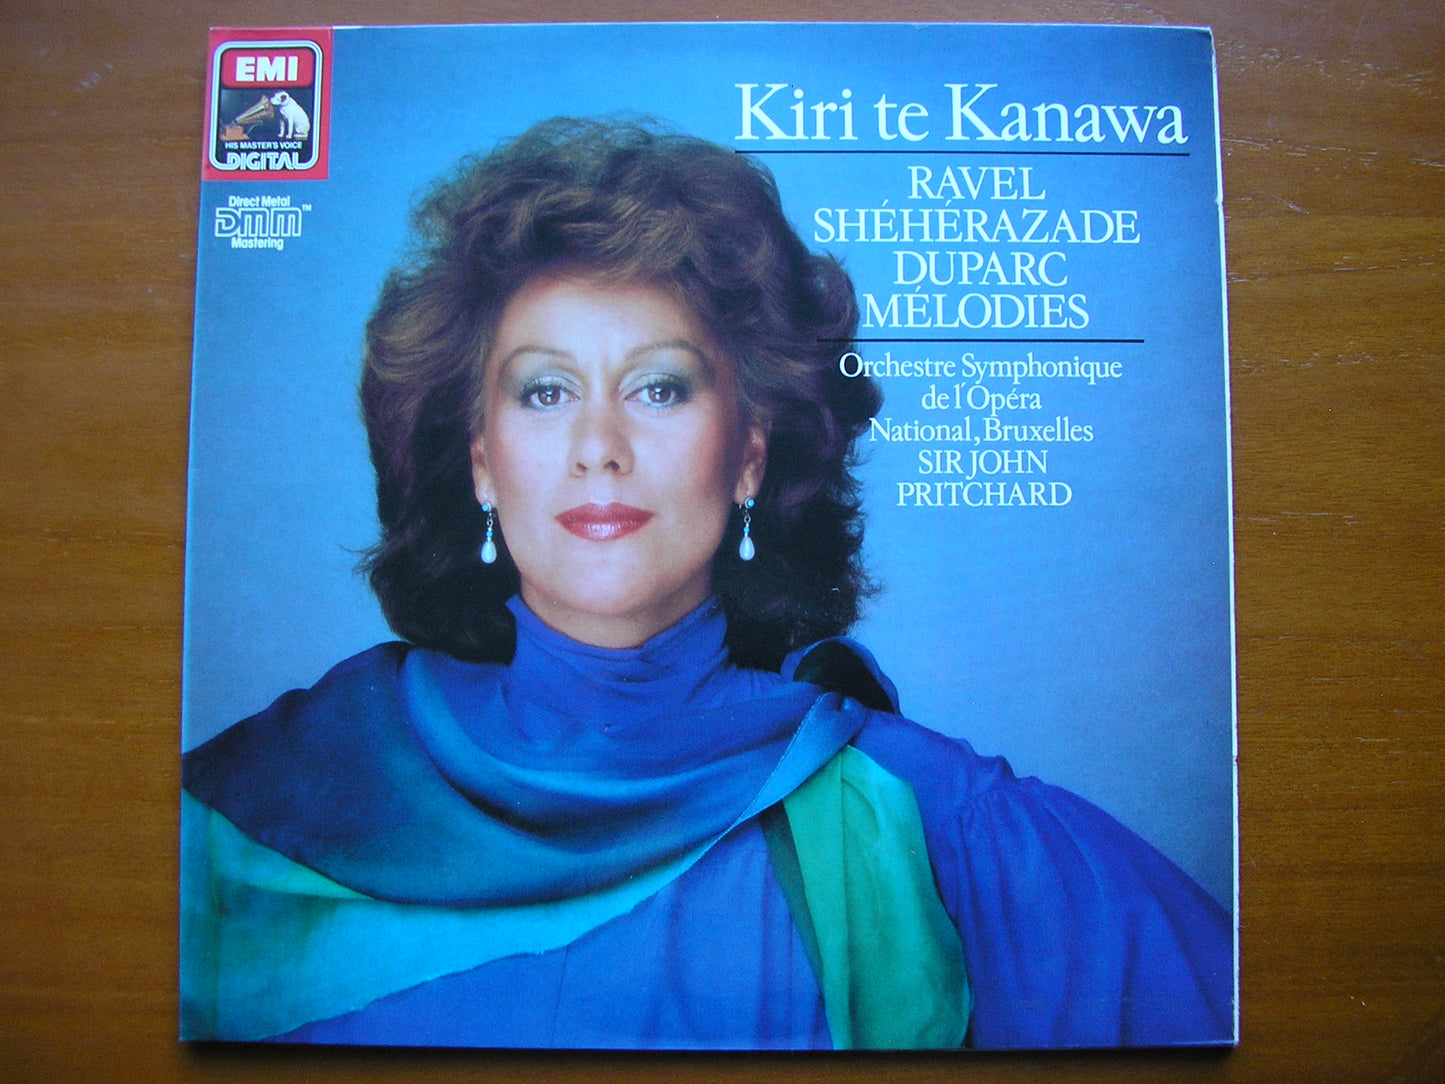 EMI
HIS MASTER'S VOICE
DIGITAL
Direct Metal
DMM™
Mastering
Kiri te Kanawa
RAVEL
SHÉHÉRAZADE
DUPARC
MÉLODIES
Orchestre Symphonique
de l'Opéra
National, Bruxelles
SIR JOHN
PRITCHARD